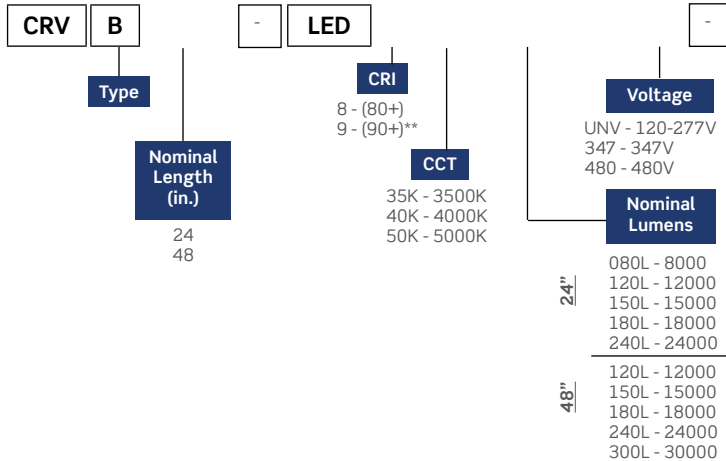 CRV B - LED -
Type
Nominal
Length
(in.)
24
48
CRI
8 - (80+)
9 - (90+)**
CCT
35K - 3500K
40K - 4000K
50K - 5000K
Voltage
UNV - 120-277V
347 - 347V
480 - 480V
Nominal
Lumens
24"
080L - 8000
120L - 12000
150L - 15000
180L - 18000
240L - 24000
48"
120L - 12000
150L - 15000
180L - 18000
240L - 24000
300L - 30000